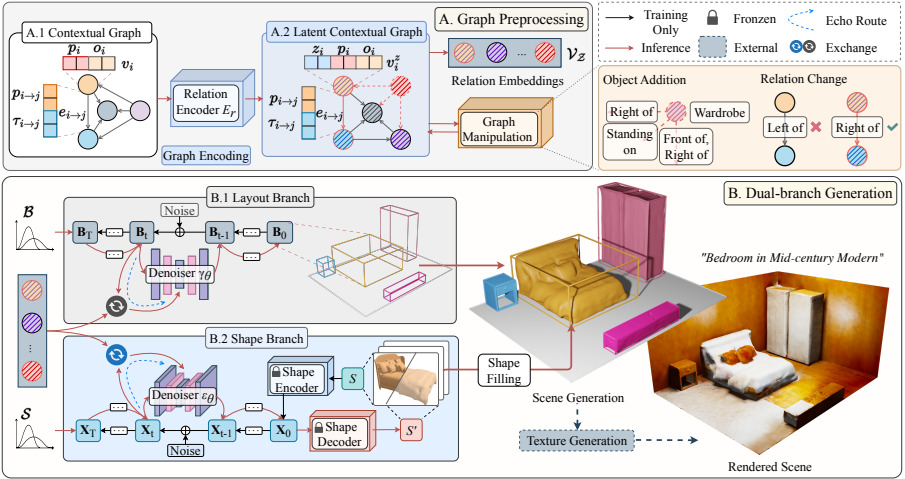 A.1 Contextual Graph
p_i o_i
v_i
p_{i→j}
τ_{i→j}
e_{i→j}
Relation
Encoder E_r
Graph Encoding
A.2 Latent Contextual Graph
z_i p_i o_i
v_i^z
p_{i→j}
τ_{i→j}
e_{i→j}
A. Graph Preprocessing
...
𝒱_𝒵
Relation Embeddings
Graph
Manipulation
Training
Only
Fronzen
Echo Route
Inference
External
Exchange
Object Addition
Right of
Wardrobe
Standing
on
Front of,
Right of
Relation Change
Left of
Right of
B. Dual-branch Generation
B.1 Layout Branch
ℬ
Noise
B_T
...
B_t
B_{t-1}
...
B_0
...
...
Denoiser γ_θ
⋮
B.2 Shape Branch
𝒮
...
...
Denoiser ε_θ
X_T
...
X_t
X_{t-1}
...
X_0
Noise
Shape
Encoder
S
Shape
Decoder
S'
Shape
Filling
"Bedroom in Mid-century Modern"
Scene Generation
Texture Generation
Rendered Scene